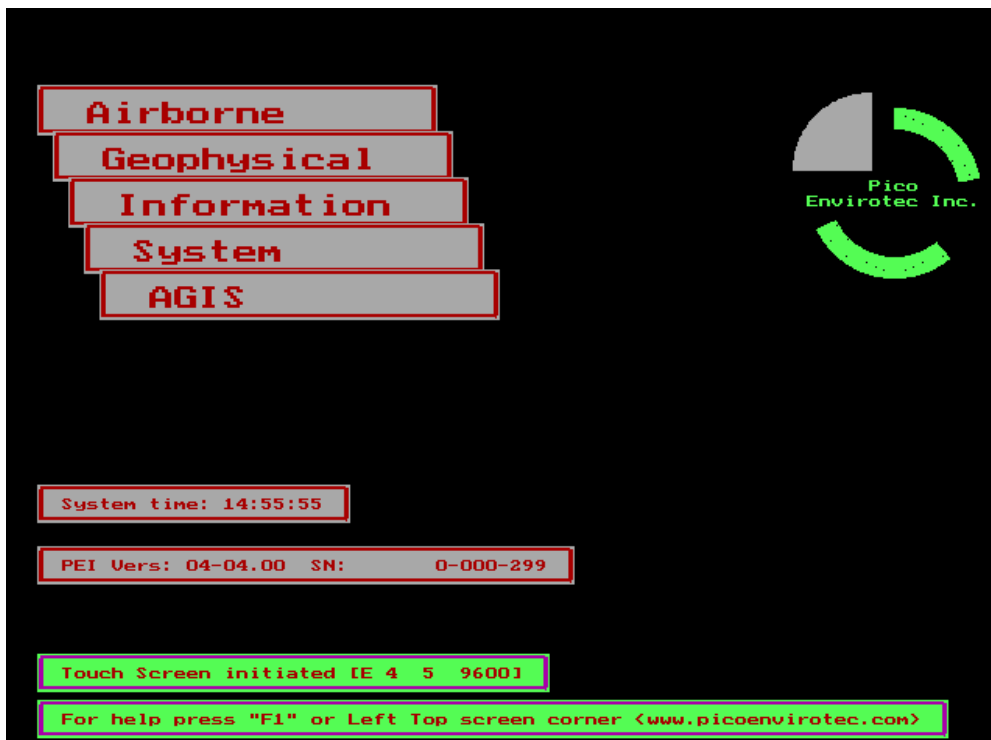 Airborne
Geophysical
Information
System
AGIS
Pico
Envirotec Inc.
System time: 14:55:55
PEI Vers: 04-04.00 SN: 0-000-299
Touch Screen initiated [E 4 5 9600]
For help press "F1" or Left Top screen corner <www.picoenvirotec.com>